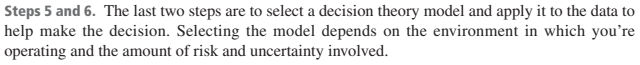 Steps 5 and 6. The last two steps are to select a decision theory model and apply it to the data to
help make the decision. Selecting the model depends on the environment in which you’re
operating and the amount of risk and uncertainty involved.